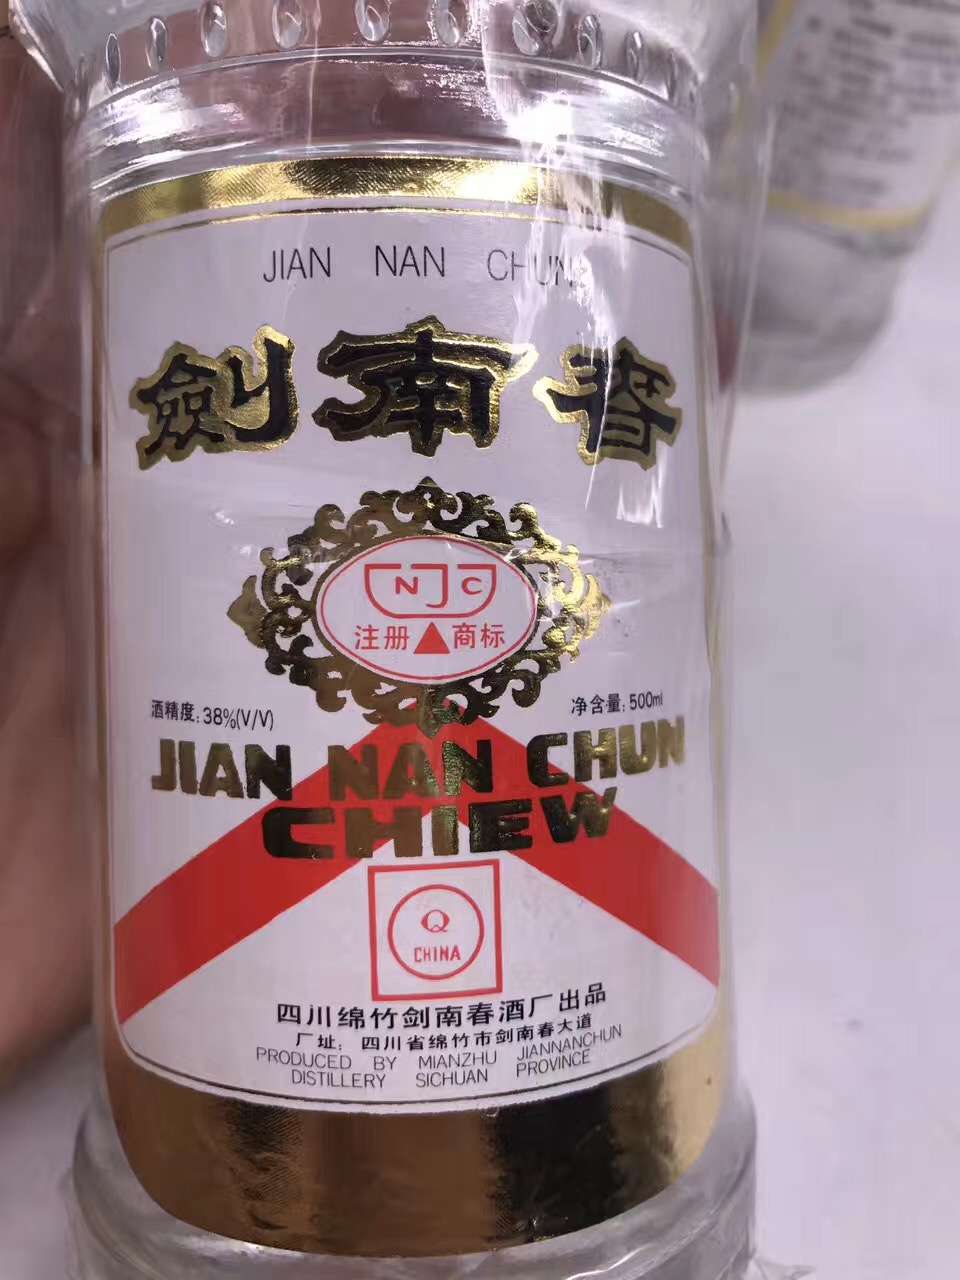 JIAN NAN CHUN
劍南春
NJC
注册 商标
酒精度:38%(V/V)
净含量:500ml
JIAN NAN CHUN
CHIEW
Q
CHINA
四川绵竹剑南春酒厂出品
厂址:四川省绵竹市剑南春大道
PRODUCED BY MIANZHU JIANNANCHUN
DISTILLERY SICHUAN PROVINCE